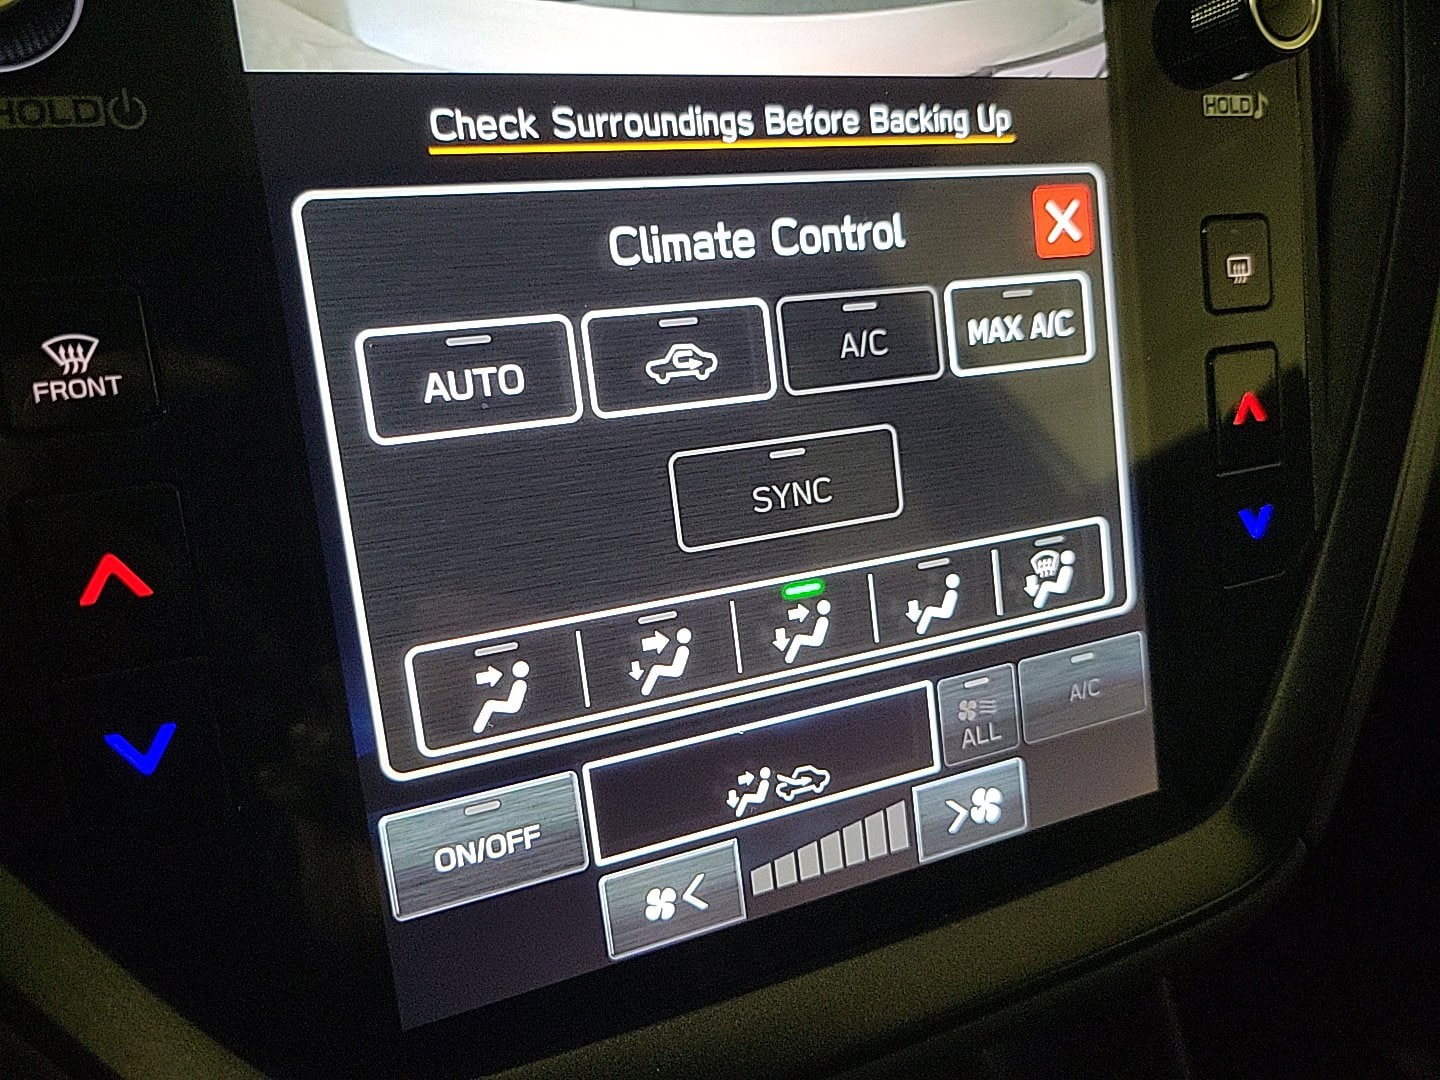 HOLD
HOLD
Check Surroundings Before Backing Up
Climate Control
X
FRONT
AUTO
A/C
MAX A/C
SYNC
ALL
A/C
ON/OFF